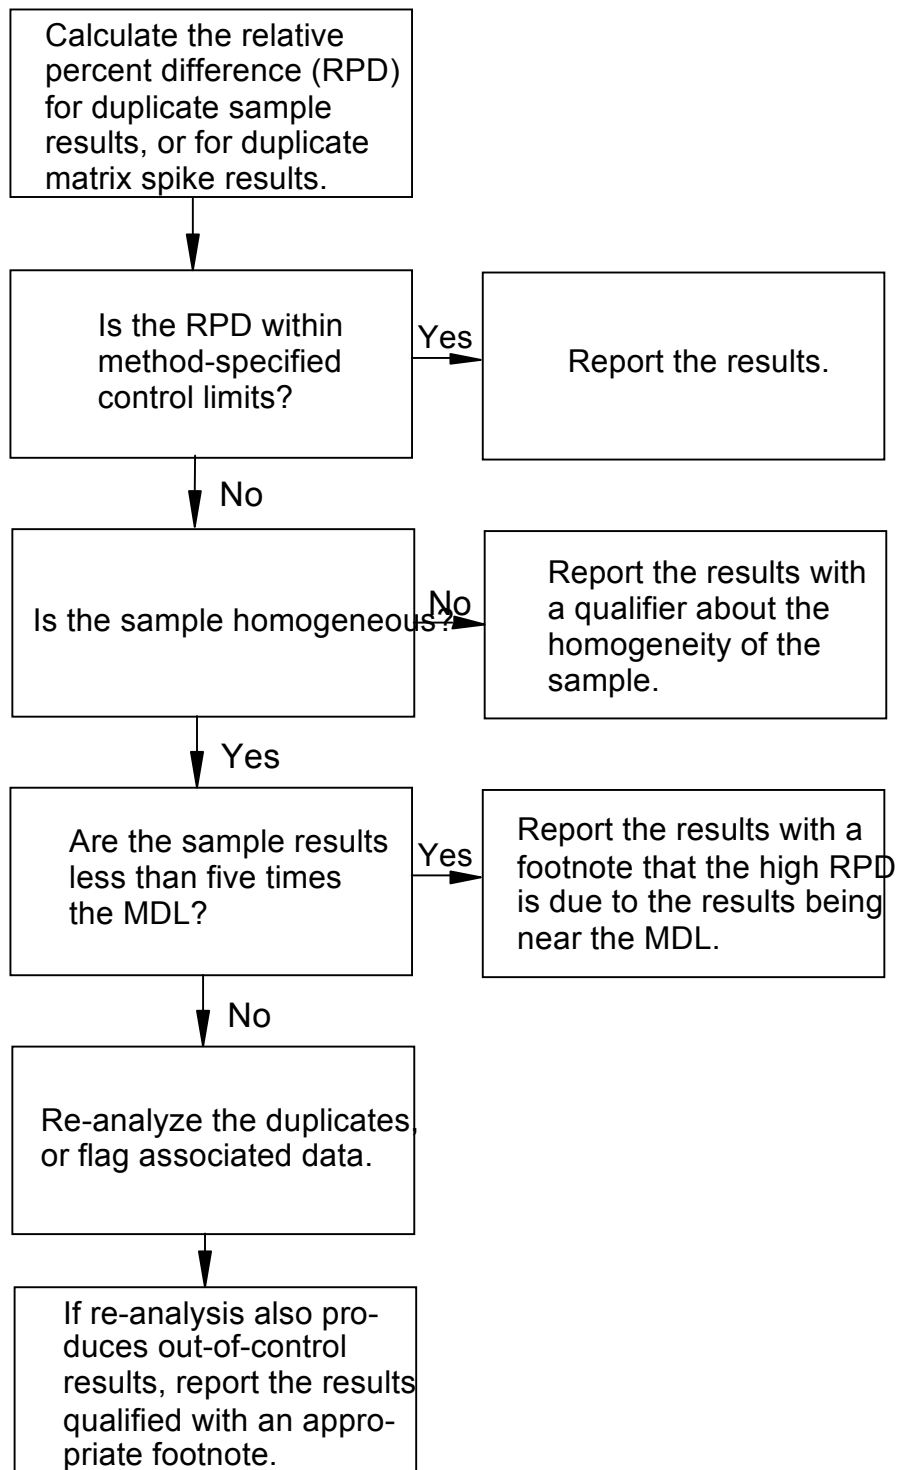 Calculate the relative
percent difference (RPD)
for duplicate sample
results, or for duplicate
matrix spike results.
Is the RPD within
method-specified
control limits?
Yes
Report the results.
No
Is the sample homogeneous?
No
Report the results with
a qualifier about the
homogeneity of the
sample.
Yes
Are the sample results
less than five times
the MDL?
Yes
Report the results with a
footnote that the high RPD
is due to the results being
near the MDL.
No
Re-analyze the duplicates,
or flag associated data.
If re-analysis also pro-
duces out-of-control
results, report the results
qualified with an appro-
priate footnote.